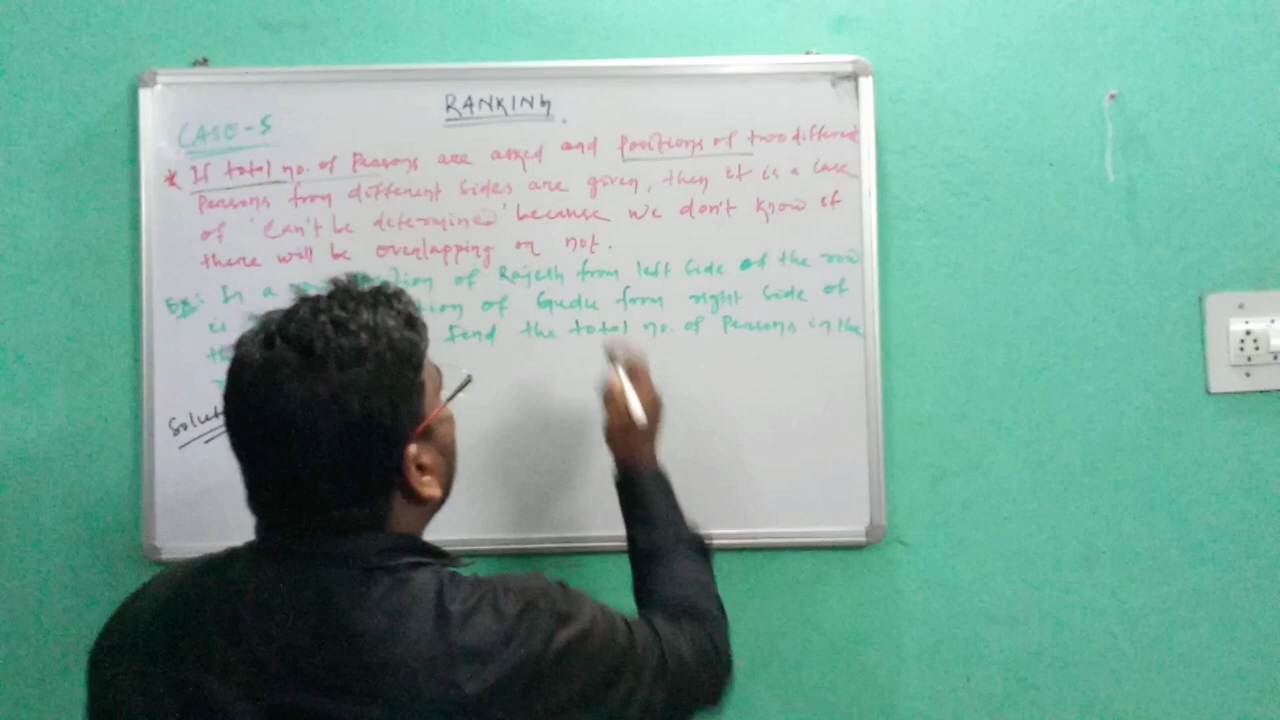 RANKING
CASE-5
* If total no. of Persons are asked and Positions of two different
Persons from different sides are given, then it is a case
of 'Can't be determined' because we don't know if
there will be overlapping or not.
Ex: In a of Rajesh from left side of the row
is of Gudu form right side of
find the total no. of Persons in the